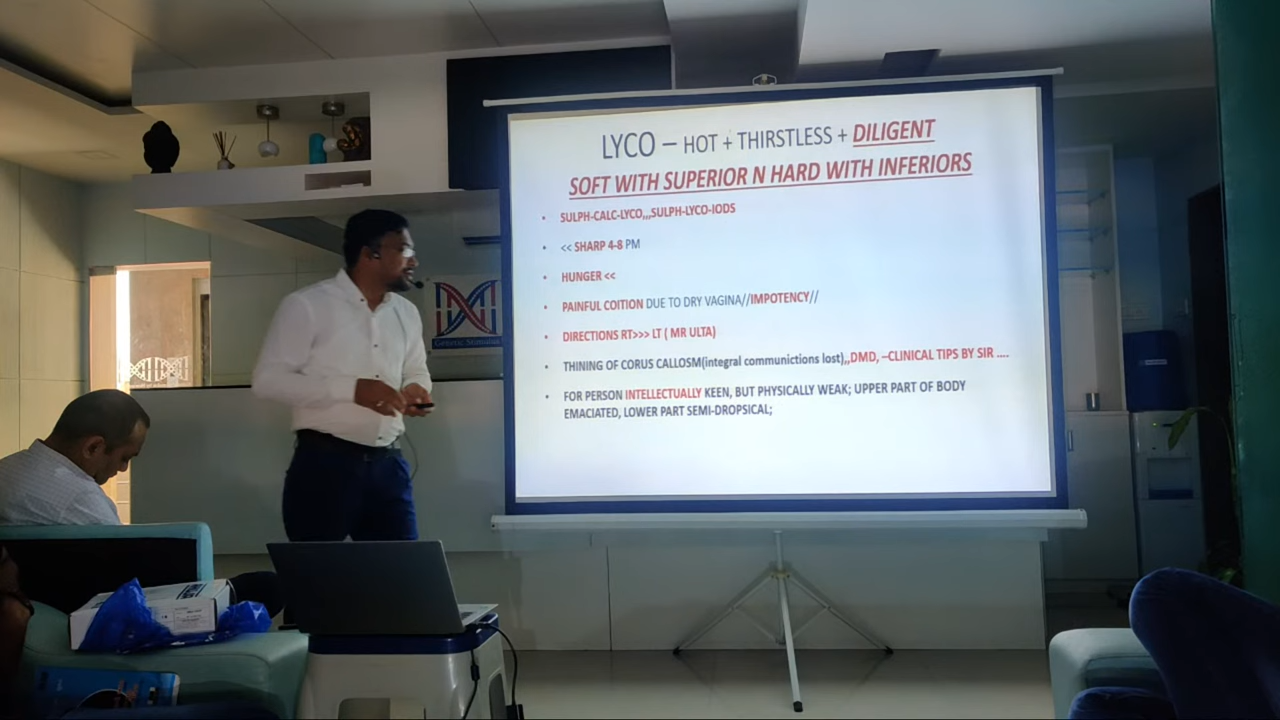 LYCO – HOT + THIRSTLESS + DILIGENT
SOFT WITH SUPERIOR N HARD WITH INFERIORS
• SULPH-CALC-LYCO,,,SULPH-LYCO-IODS
• << SHARP 4-8 PM
• HUNGER <<
• PAINFUL COITION DUE TO DRY VAGINA//IMPOTENCY//
• DIRECTIONS RT>>> LT ( MR ULTA)
• THINING OF CORUS CALLOSM(integral communictions lost),,DMD, –CLINICAL TIPS BY SIR ....
• FOR PERSON INTELLECTUALLY KEEN, BUT PHYSICALLY WEAK; UPPER PART OF BODY
EMACIATED, LOWER PART SEMI-DROPSICAL;
Genetic Stimulus